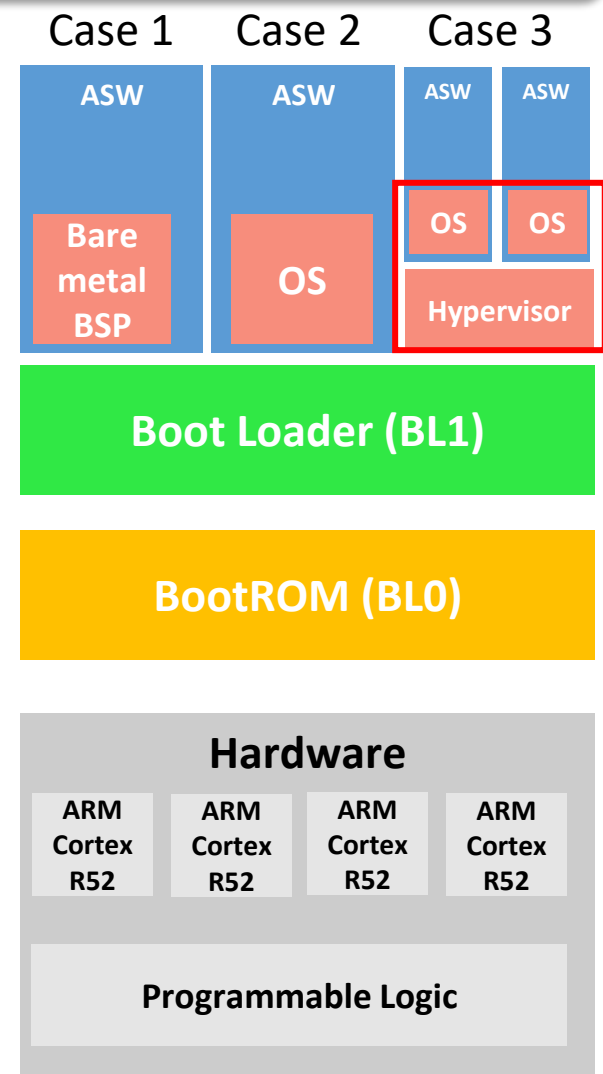 Case 1 Case 2 Case 3
ASW ASW ASW ASW
Bare
metal
BSP
OS
OS OS
Hypervisor
Boot Loader (BL1)
BootROM (BL0)
Hardware
ARM
Cortex
R52
ARM
Cortex
R52
ARM
Cortex
R52
ARM
Cortex
R52
Programmable Logic